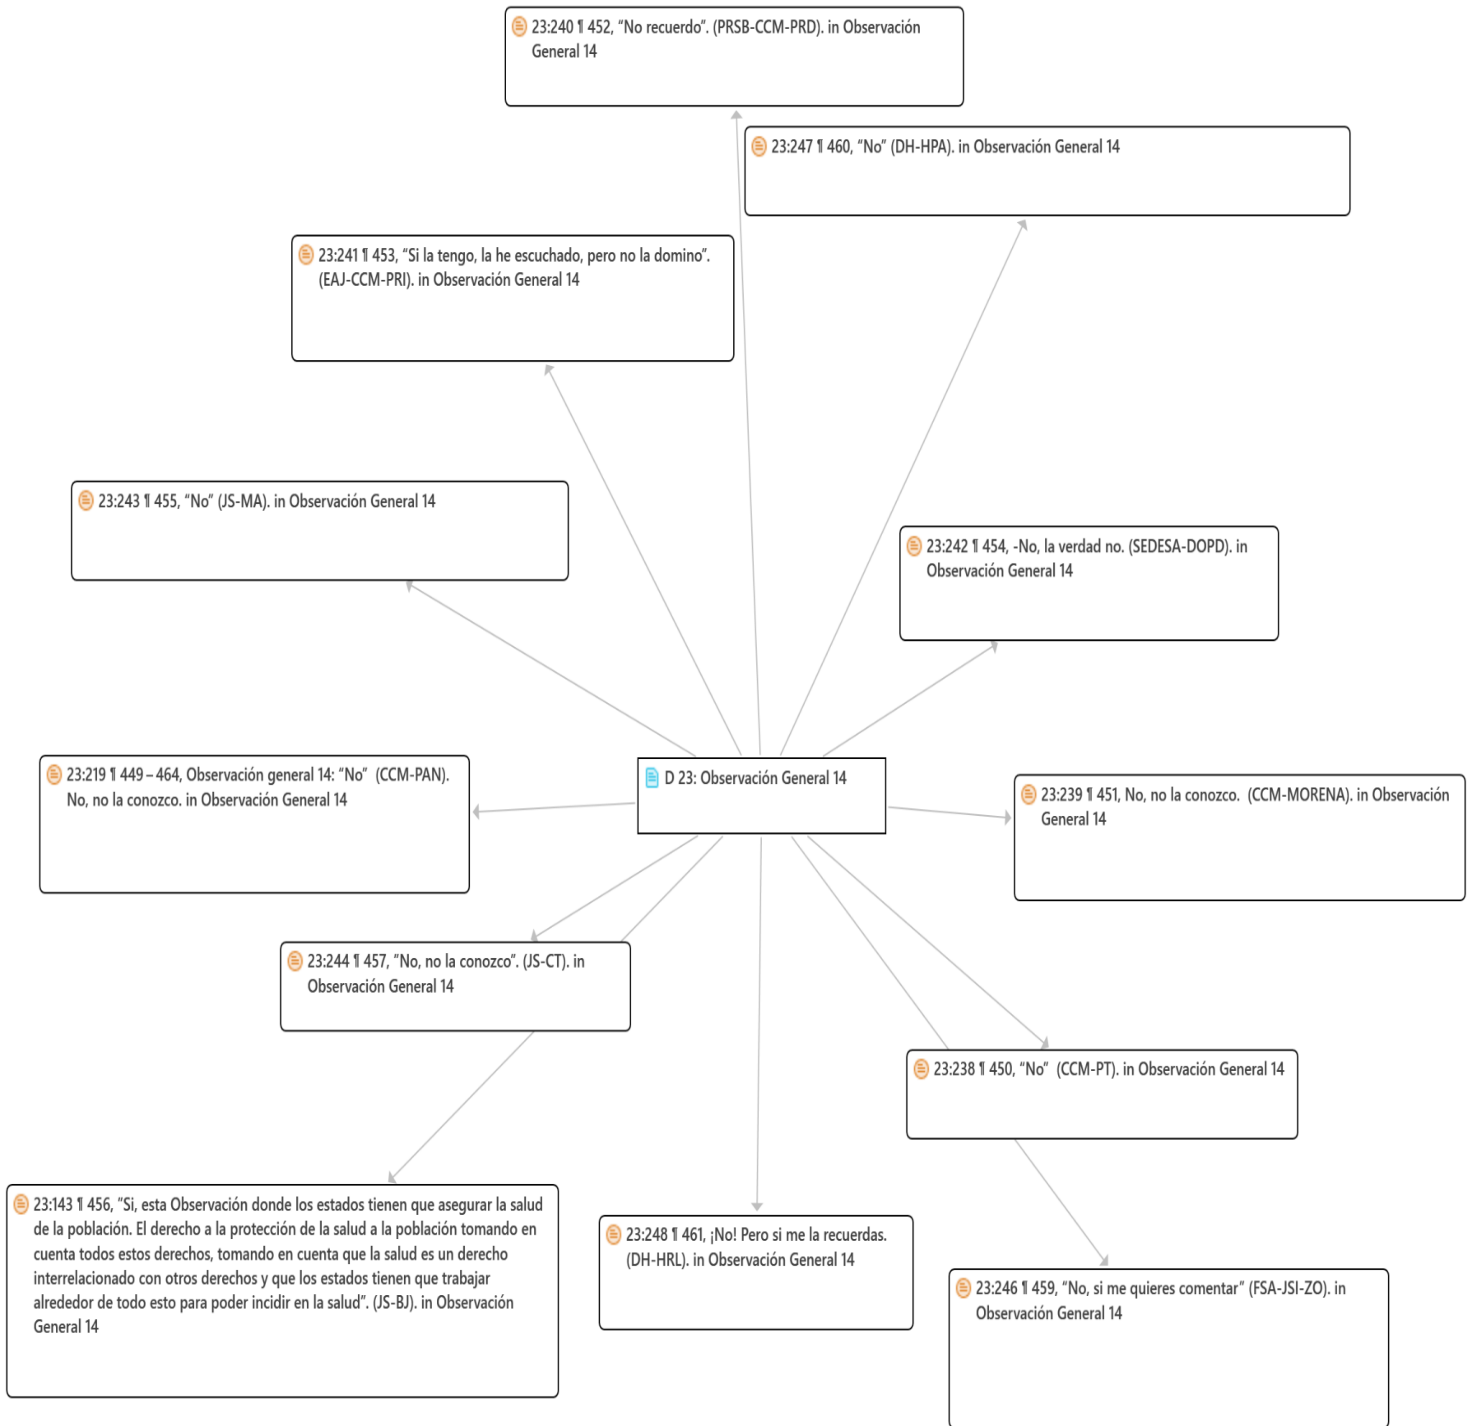 23:240 ¶ 452, “No recuerdo”. (PRSB-CCM-PRD). in Observación
General 14
23:247 ¶ 460, “No” (DH-HPA). in Observación General 14
23:241 ¶ 453, “Si la tengo, la he escuchado, pero no la domino”.
(EAJ-CCM-PRI). in Observación General 14
23:243 ¶ 455, “No” (JS-MA). in Observación General 14
23:242 ¶ 454, -No, la verdad no. (SEDESA-DOPD). in
Observación General 14
23:219 ¶ 449 – 464, Observación general 14: “No” (CCM-PAN).
No, no la conozco. in Observación General 14
D 23: Observación General 14
23:239 ¶ 451, No, no la conozco. (CCM-MORENA). in Observación
General 14
23:244 ¶ 457, “No, no la conozco”. (JS-CT). in
Observación General 14
23:238 ¶ 450, “No” (CCM-PT). in Observación General 14
23:143 ¶ 456, “Si, esta Observación donde los estados tienen que asegurar la salud
de la población. El derecho a la protección de la salud a la población tomando en
cuenta todos estos derechos, tomando en cuenta que la salud es un derecho
interrelacionado con otros derechos y que los estados tienen que trabajar
alrededor de todo esto para poder incidir en la salud”. (JS-BJ). in Observación
General 14
23:248 ¶ 461, ¡No! Pero si me la recuerdas.
(DH-HRL). in Observación General 14
23:246 ¶ 459, “No, si me quieres comentar” (FSA-JSI-ZO). in
Observación General 14